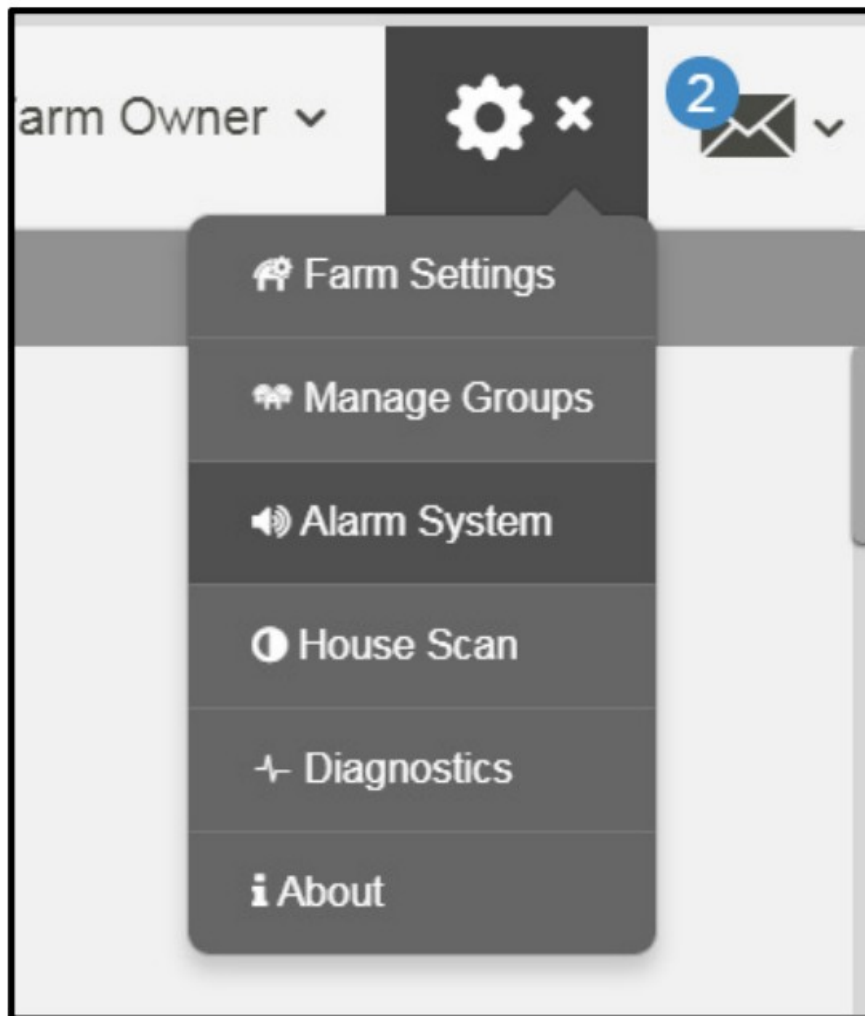 arm Owner
2
Farm Settings
Manage Groups
Alarm System
House Scan
Diagnostics
About